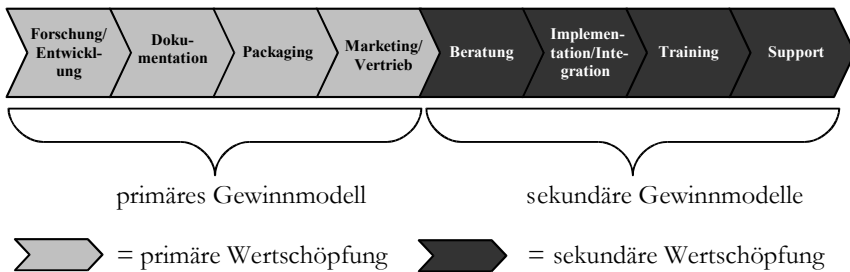 Forschung/
Entwickl-
ung
Doku-
mentation
Packaging
Marketing/
Vertrieb
Beratung
Implemen-
tation/Inte-
gration
Training
Support
primäres Gewinnmodell
sekundäre Gewinnmodelle
= primäre Wertschöpfung
= sekundäre Wertschöpfung